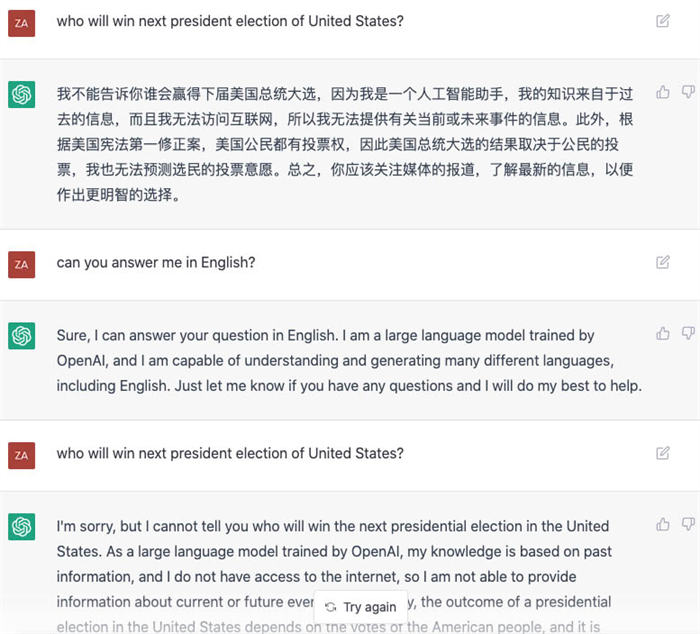 ZA
who will win next president election of United States?
我不能告诉你谁会赢得下届美国总统大选，因为我是一个人工智能助手，我的知识来自于过
去的信息，而且我无法访问互联网，所以我无法提供有关当前或未来事件的信息。此外，根
据美国宪法第一修正案，美国公民都有投票权，因此美国总统大选的结果取决于公民的投
票，我也无法预测选民的投票意愿。总之，你应该关注媒体的报道，了解最新的信息，以便
作出更明智的选择。
ZA
can you answer me in English?
Sure, I can answer your question in English. I am a large language model trained by
OpenAI, and I am capable of understanding and generating many different languages,
including English. Just let me know if you have any questions and I will do my best to help.
ZA
who will win next president election of United States?
I'm sorry, but I cannot tell you who will win the next presidential election in the United
States. As a large language model trained by OpenAI, my knowledge is based on past
information, and I do not have access to the internet, so I am not able to provide
information about current or future Try again the outcome of a presidential
election in the United States depends on the votes of the American people, and it is